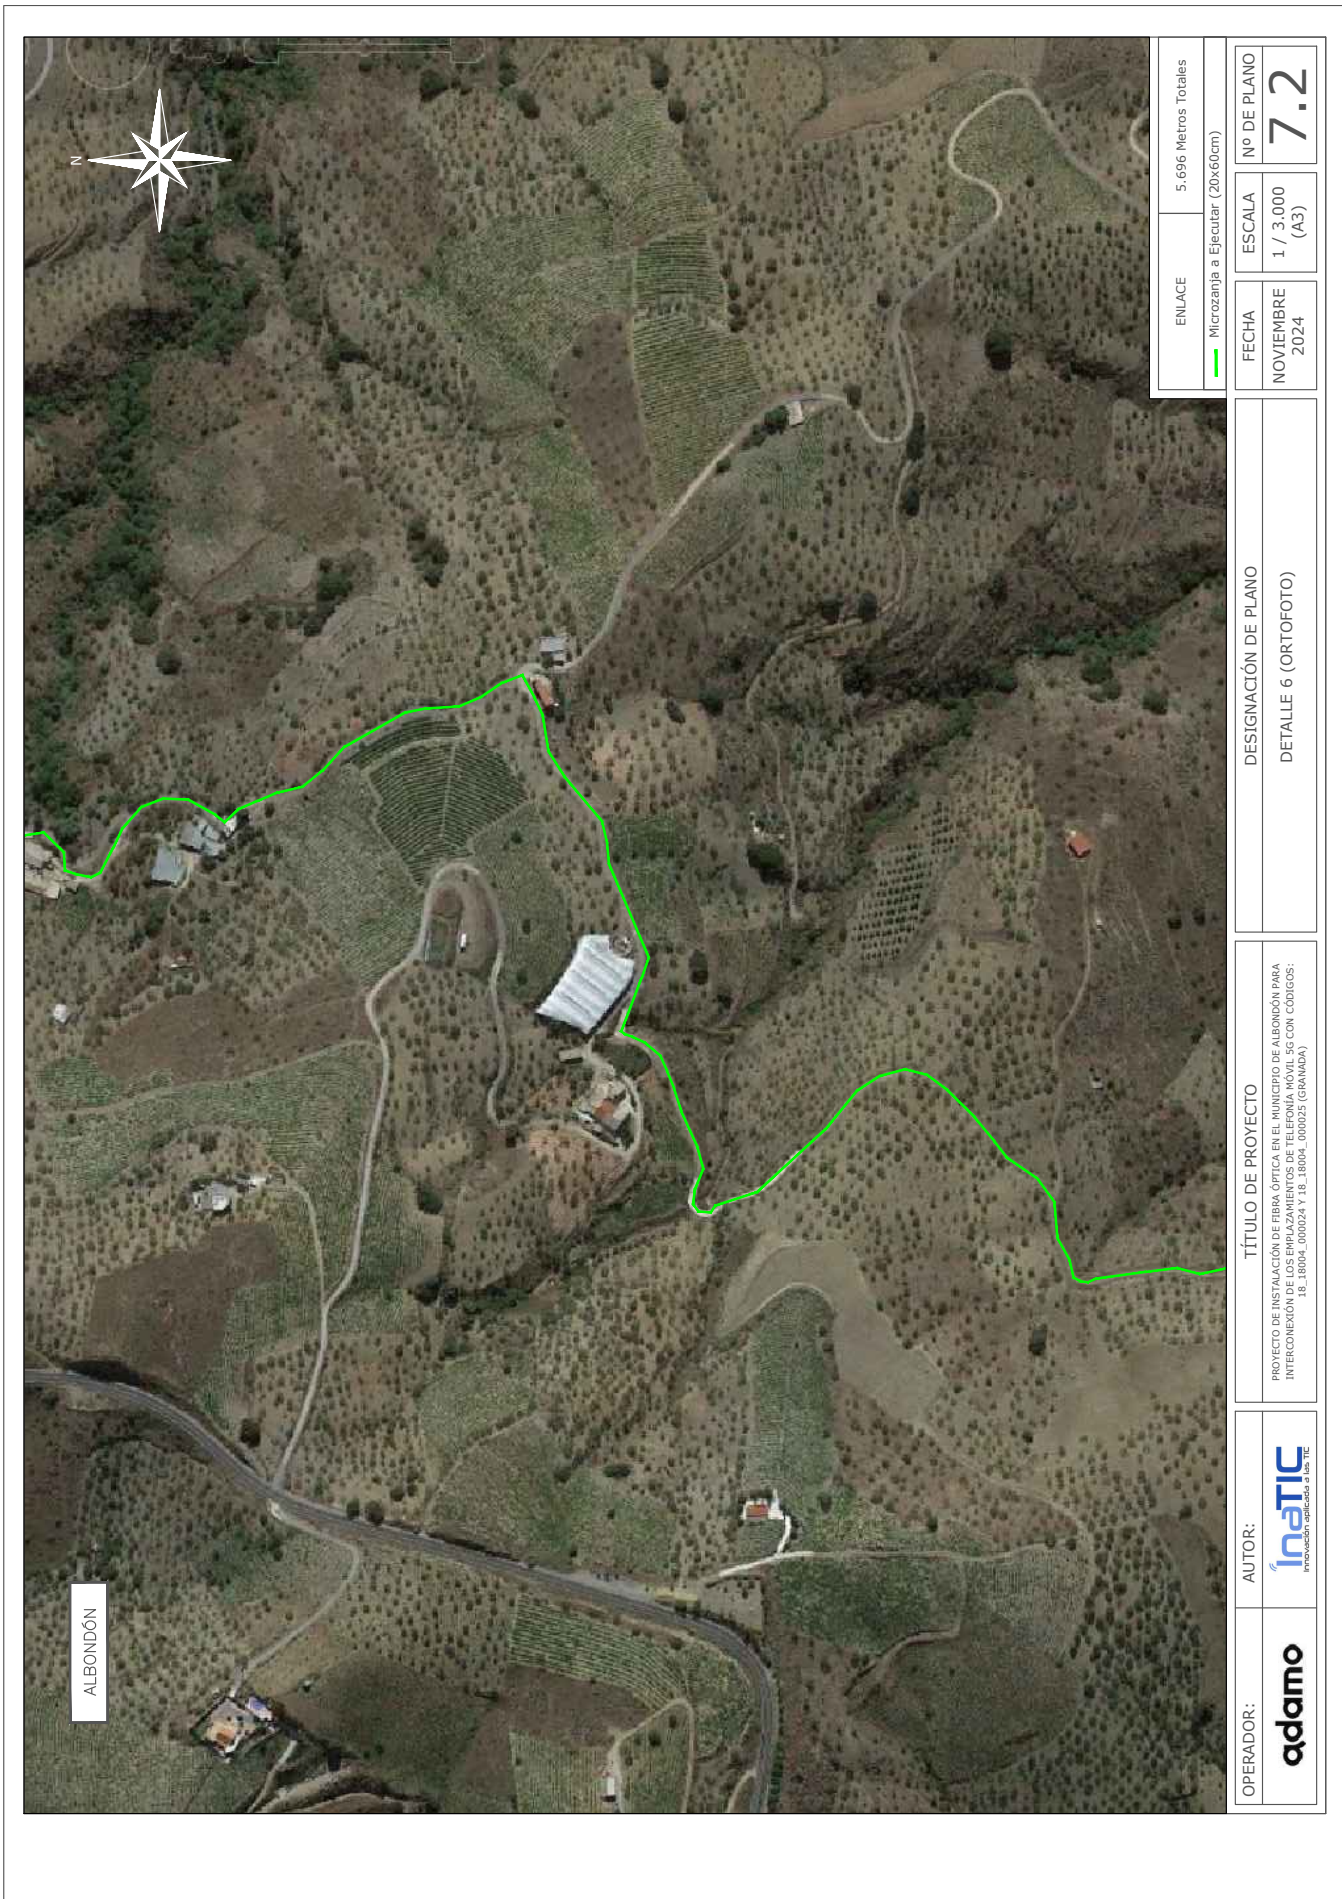 N
ALBONDÓN
ENLACE
5.696 Metros Totales
Microzanja a Ejecutar (20x60cm)
OPERADOR:
adamo
AUTOR:
InaTIC
Innovación aplicada a las TIC
TÍTULO DE PROYECTO
PROYECTO DE INSTALACIÓN DE FIBRA ÓPTICA EN EL MUNICIPIO DE ALBONDÓN PARA
INTERCONEXIÓN DE LOS EMPLAZAMIENTOS DE TELEFONÍA MÓVIL 5G CON CÓDIGOS:
18_18004_000024 Y 18_18004_000025 (GRANADA)
DESIGNACIÓN DE PLANO
DETALLE 6 (ORTOFOTO)
FECHA
NOVIEMBRE
2024
ESCALA
1 / 3.000
(A3)
Nº DE PLANO
7.2